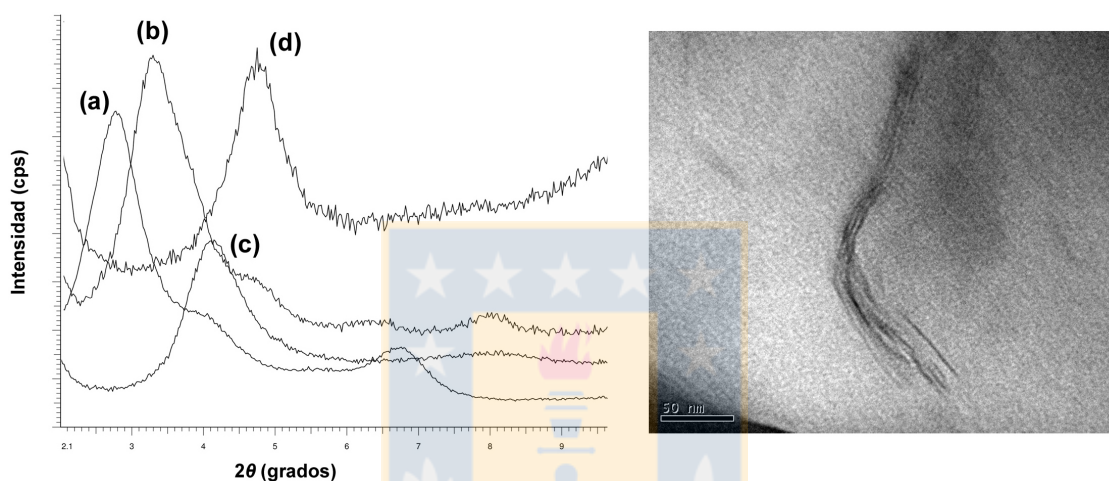 (a)
(b)
(c)
(d)
Intensidad (cps)
2.1 3 4 5 6 7 8 9
2θ (grados)
50 nm